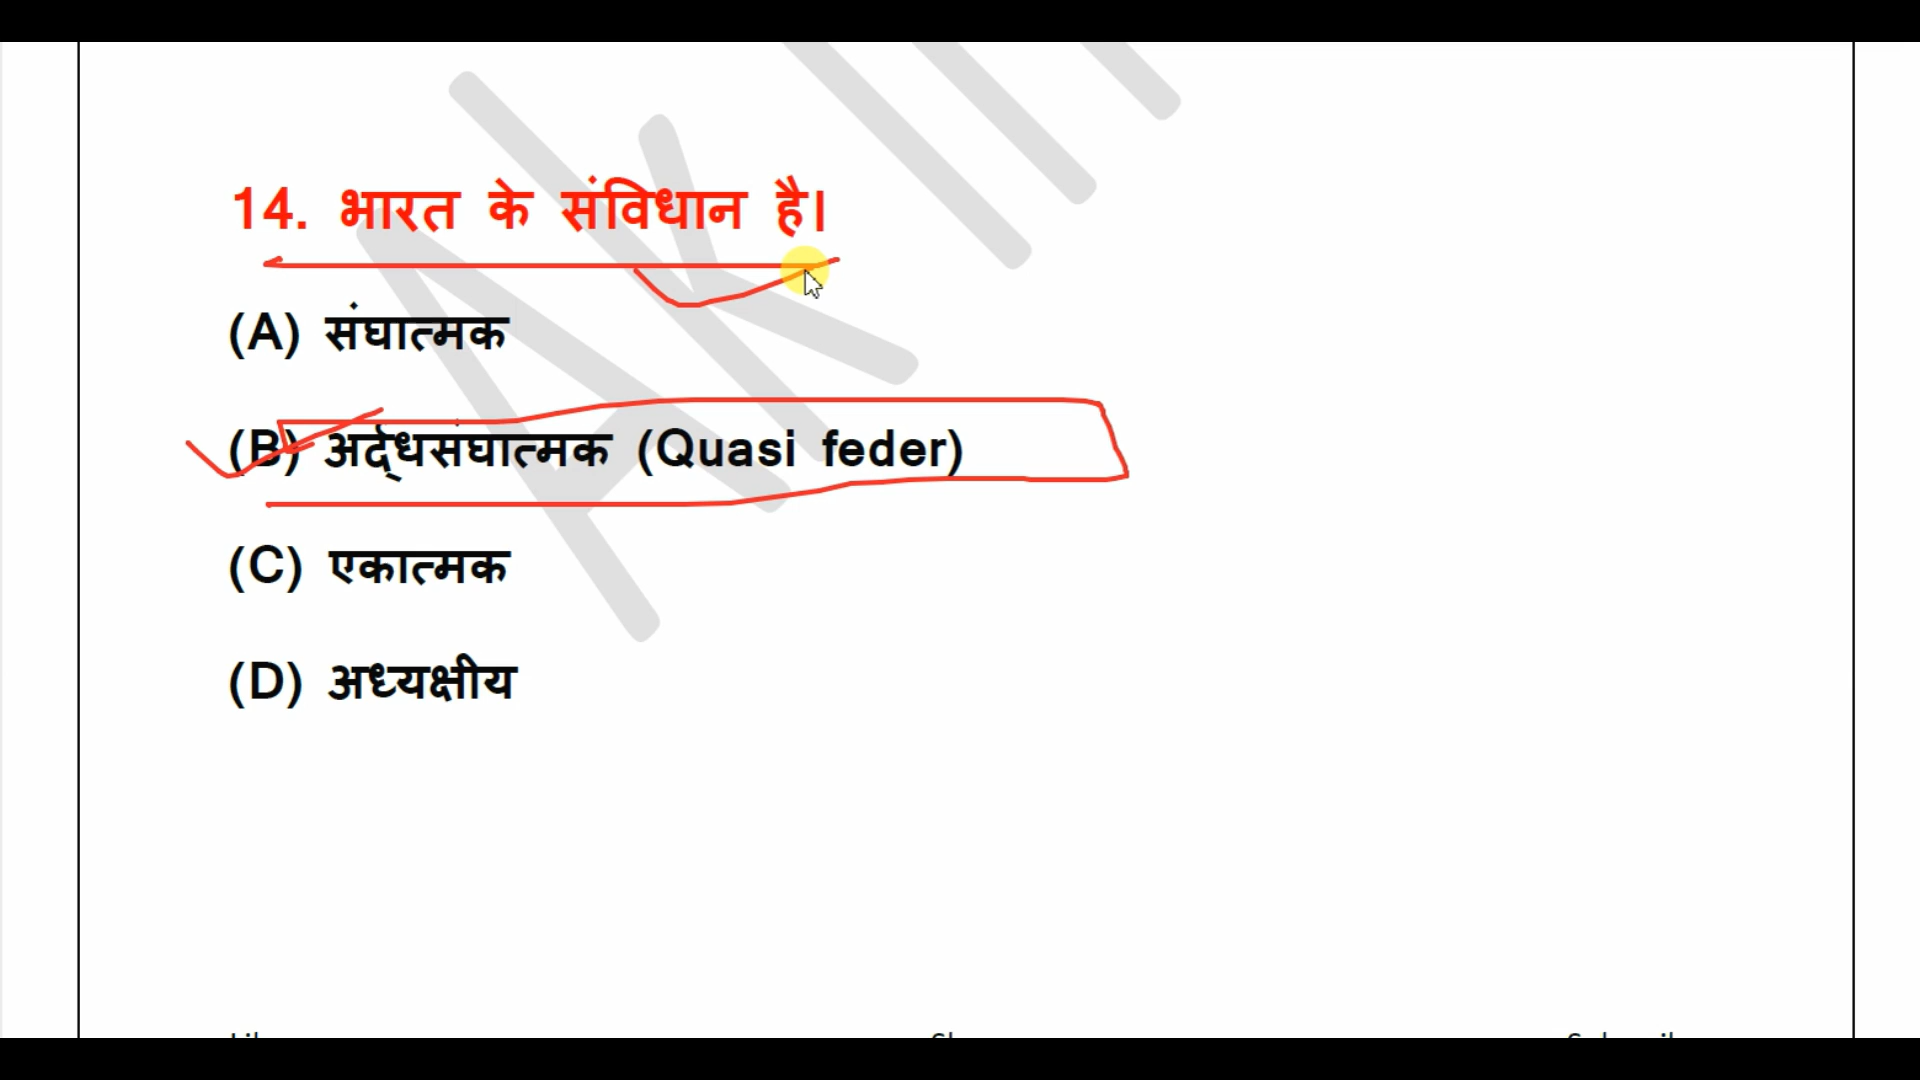 14. भारत के संविधान है।
(A) संघात्मक
(B) अर्द्धसंघात्मक (Quasi feder)
(C) एकात्मक
(D) अध्यक्षीय